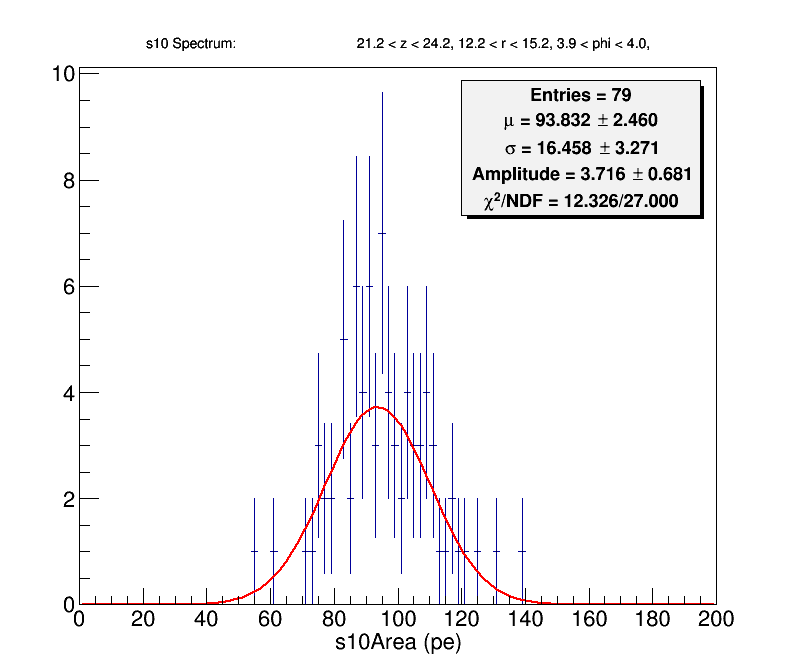 s10 Spectrum: 21.2 < z < 24.2, 12.2 < r < 15.2, 3.9 < phi < 4.0,
Entries = 79
μ = 93.832 ± 2.460
σ = 16.458 ± 3.271
Amplitude = 3.716 ± 0.681
χ²/NDF = 12.326/27.000
10
8
6
4
2
0
0 20 40 60 80 100 120 140 160 180 200
s10Area (pe)